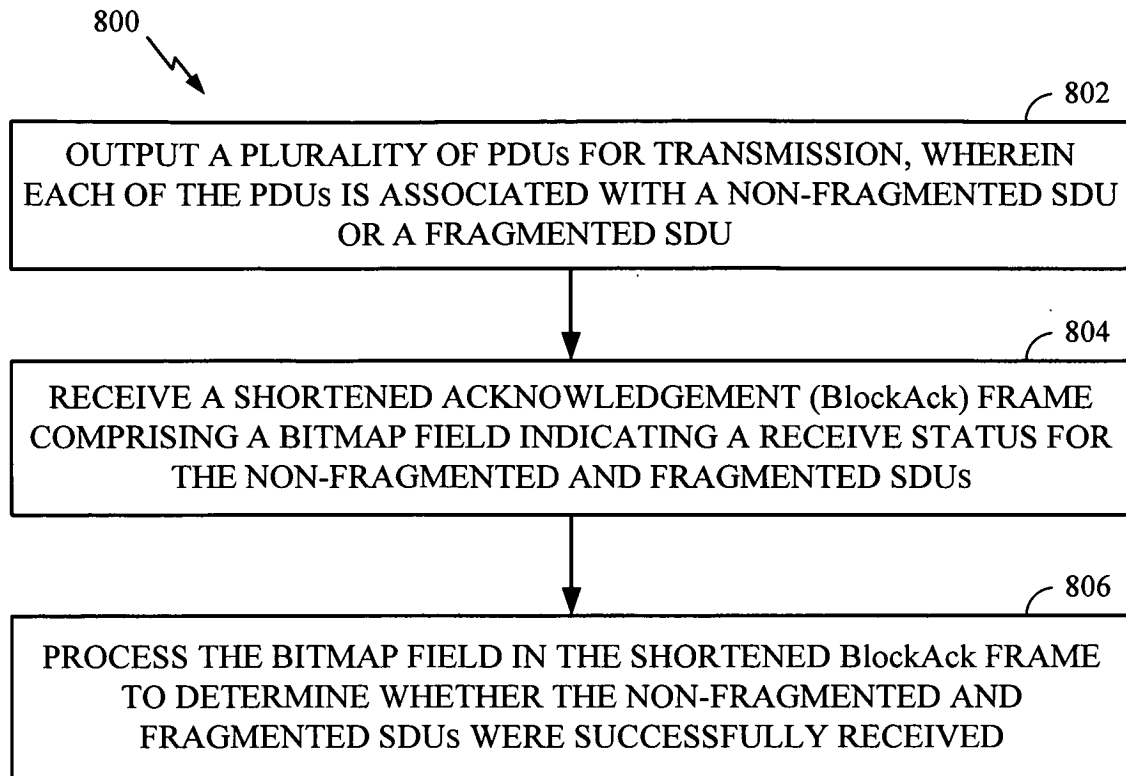 800
802
OUTPUT A PLURALITY OF PDUs FOR TRANSMISSION, WHEREIN
EACH OF THE PDUs IS ASSOCIATED WITH A NON-FRAGMENTED SDU
OR A FRAGMENTED SDU
804
RECEIVE A SHORTENED ACKNOWLEDGEMENT (BlockAck) FRAME
COMPRISING A BITMAP FIELD INDICATING A RECEIVE STATUS FOR
THE NON-FRAGMENTED AND FRAGMENTED SDUs
806
PROCESS THE BITMAP FIELD IN THE SHORTENED BlockAck FRAME
TO DETERMINE WHETHER THE NON-FRAGMENTED AND
FRAGMENTED SDUs WERE SUCCESSFULLY RECEIVED